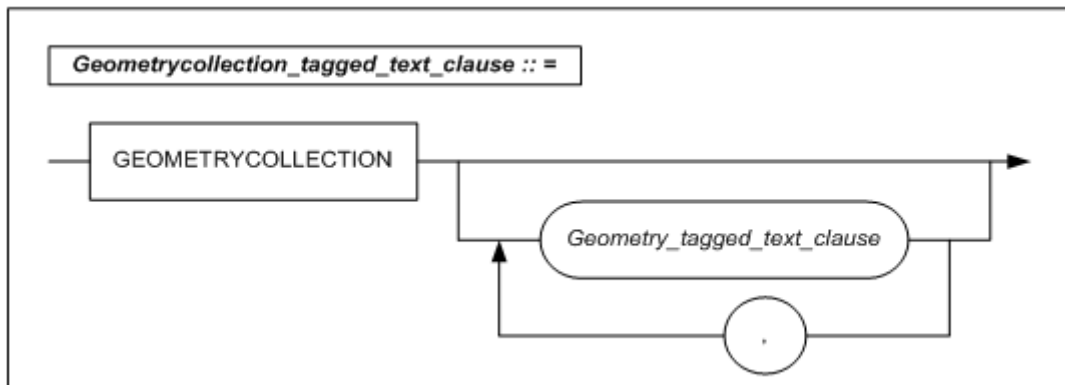 Geometrycollection_tagged_text_clause :: =
GEOMETRYCOLLECTION
Geometry_tagged_text_clause
,